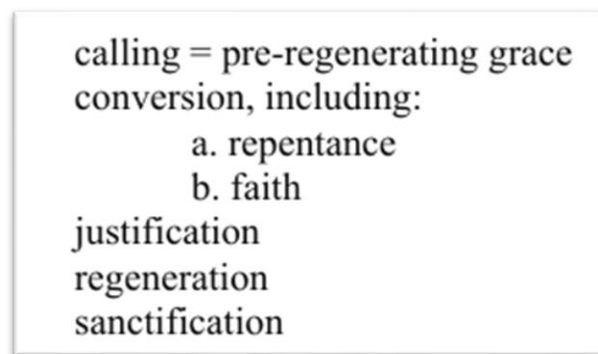 calling = pre-regenerating grace
conversion, including:
a. repentance
b. faith
justification
regeneration
sanctification